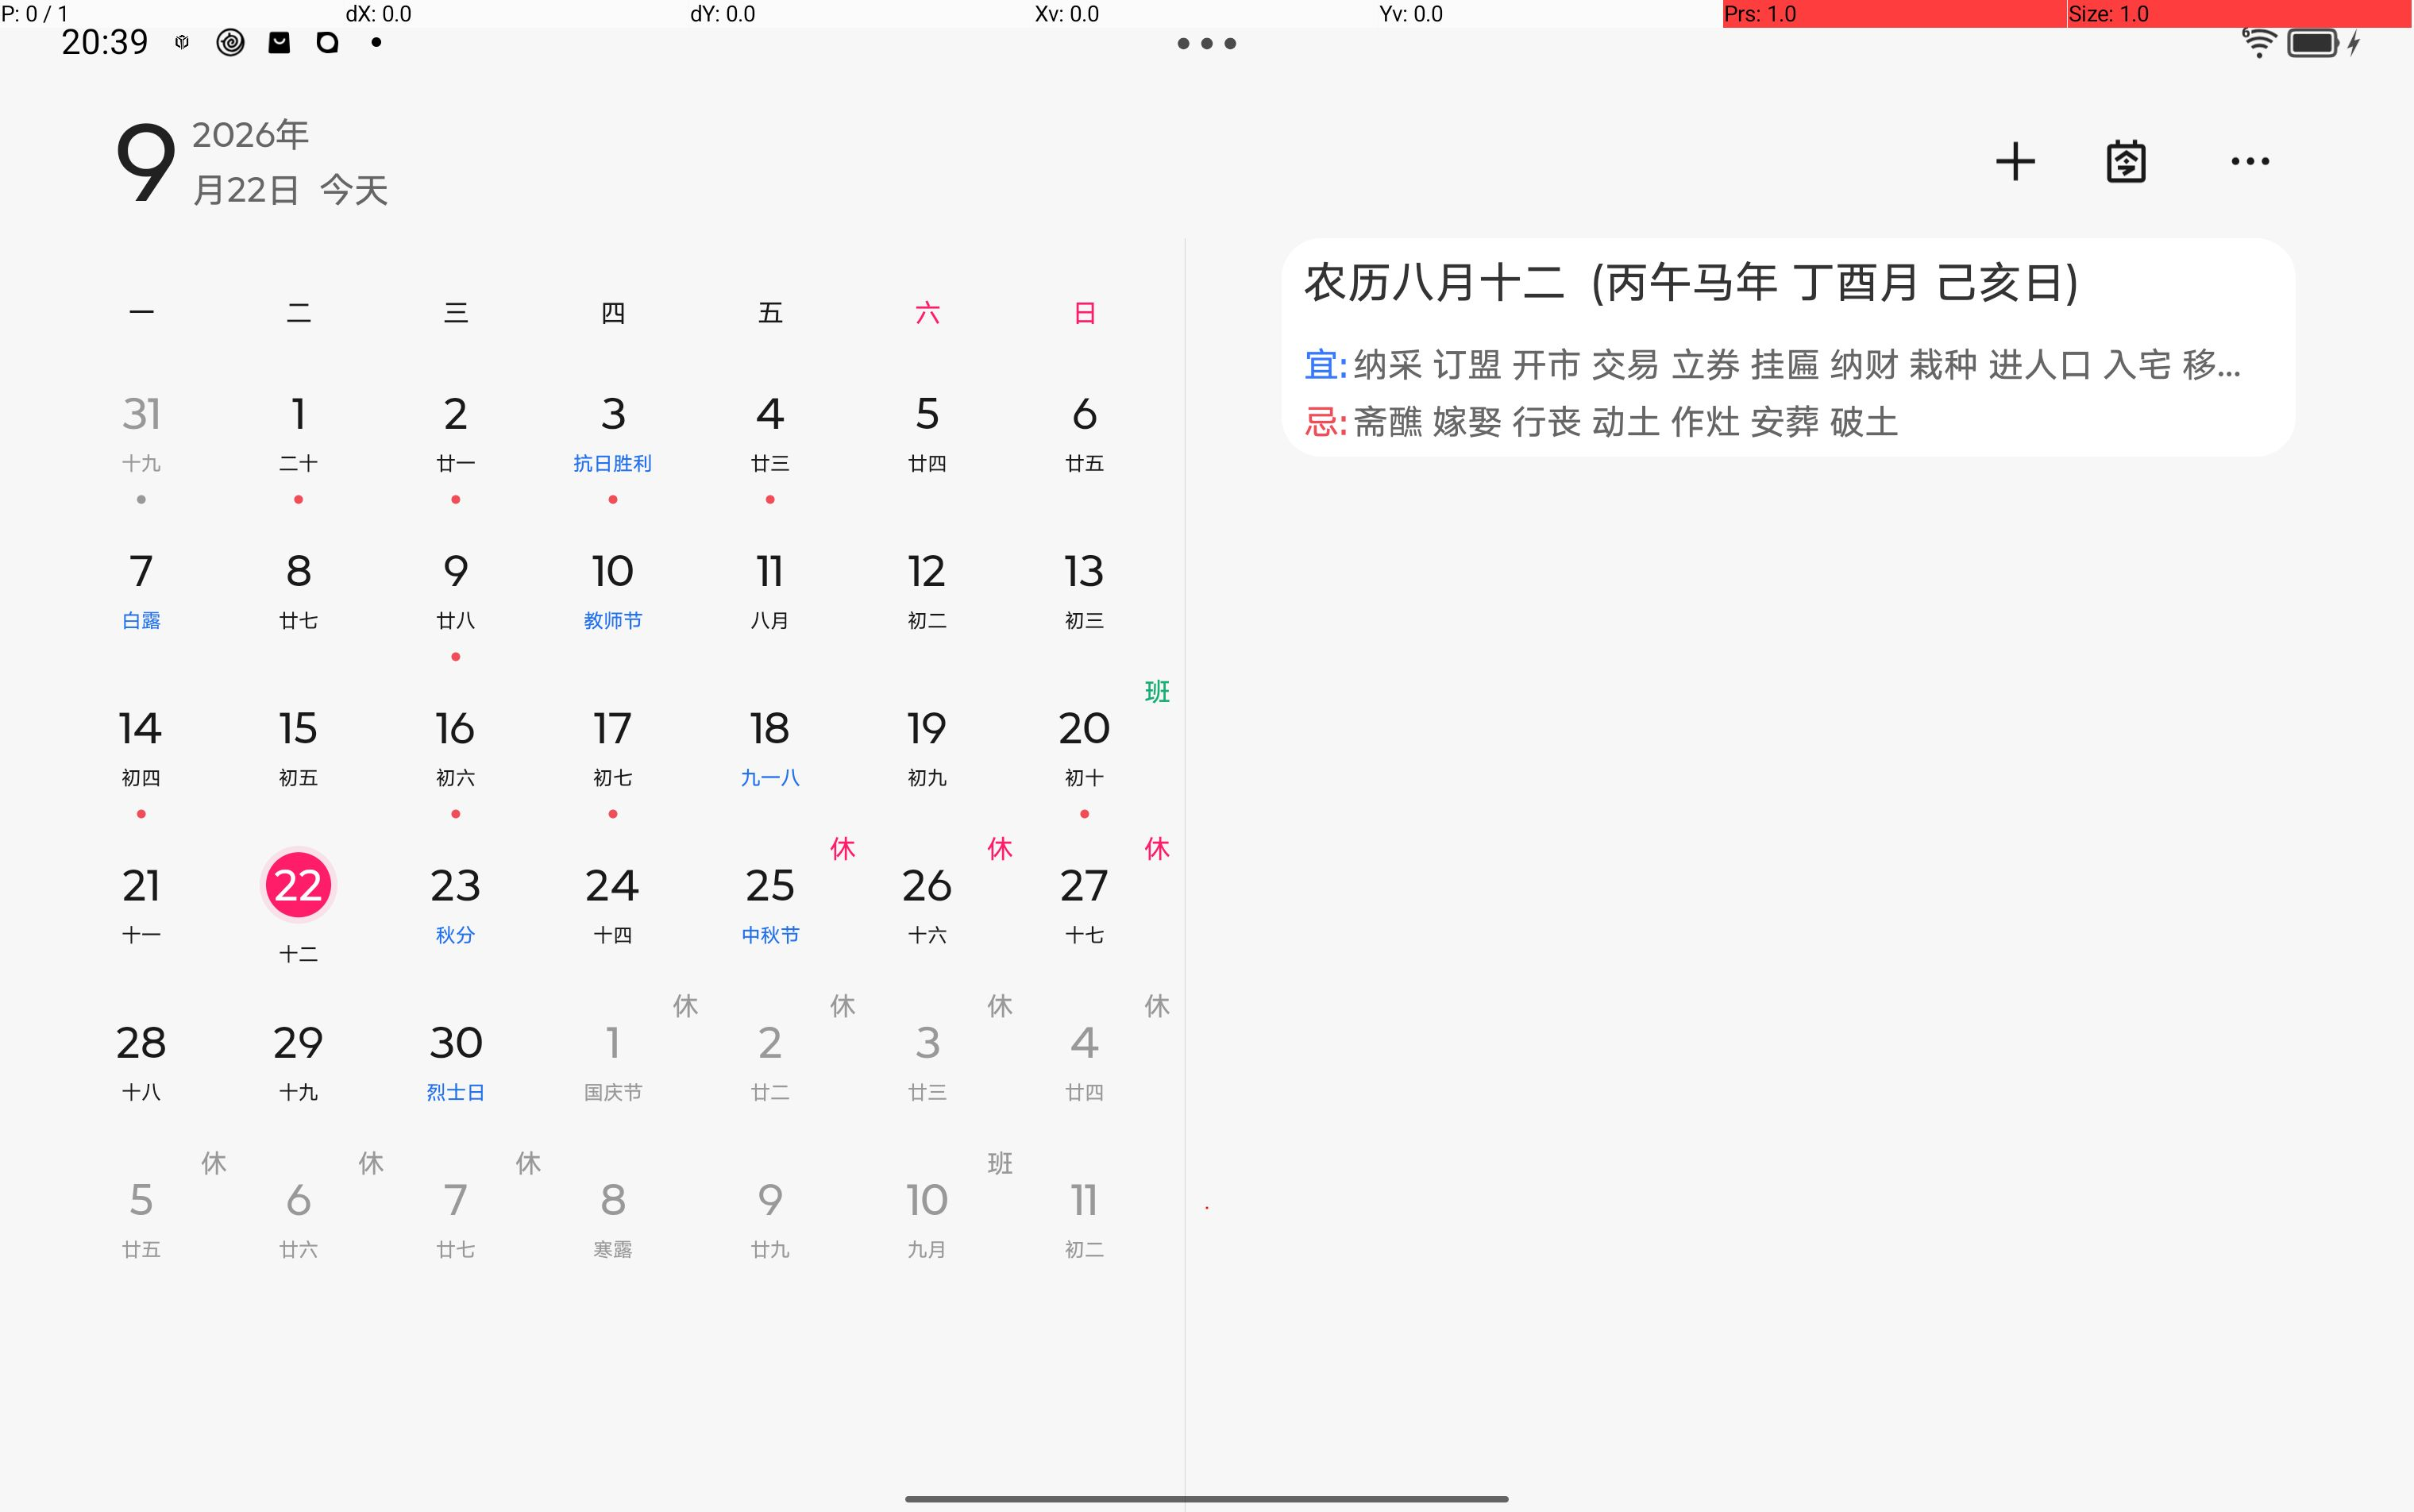 P: 0 / 1 dX: 0.0 dY: 0.0 Xv: 0.0 Yv: 0.0 Prs: 1.0 Size: 1.0
20:39
6
9 2026年
月22日 今天
今
农历八月十二 (丙午马年 丁酉月 己亥日)
宜: 纳采 订盟 开市 交易 立券 挂匾 纳财 栽种 进人口 入宅 移...
忌: 斋醮 嫁娶 行丧 动土 作灶 安葬 破土
一 二 三 四 五 六 日
31 1 2 3 4 5 6
十九 二十 廿一 抗日胜利 廿三 廿四 廿五
7 8 9 10 11 12 13
白露 廿七 廿八 教师节 八月 初二 初三
班
14 15 16 17 18 19 20
初四 初五 初六 初七 九一八 初九 初十
休 休 休
21 22 23 24 25 26 27
十一 十二 秋分 十四 中秋节 十六 十七
休 休 休 休
28 29 30 1 2 3 4
十八 十九 烈士日 国庆节 廿二 廿三 廿四
休 休 休 班
5 6 7 8 9 10 11
廿五 廿六 廿七 寒露 廿九 九月 初二